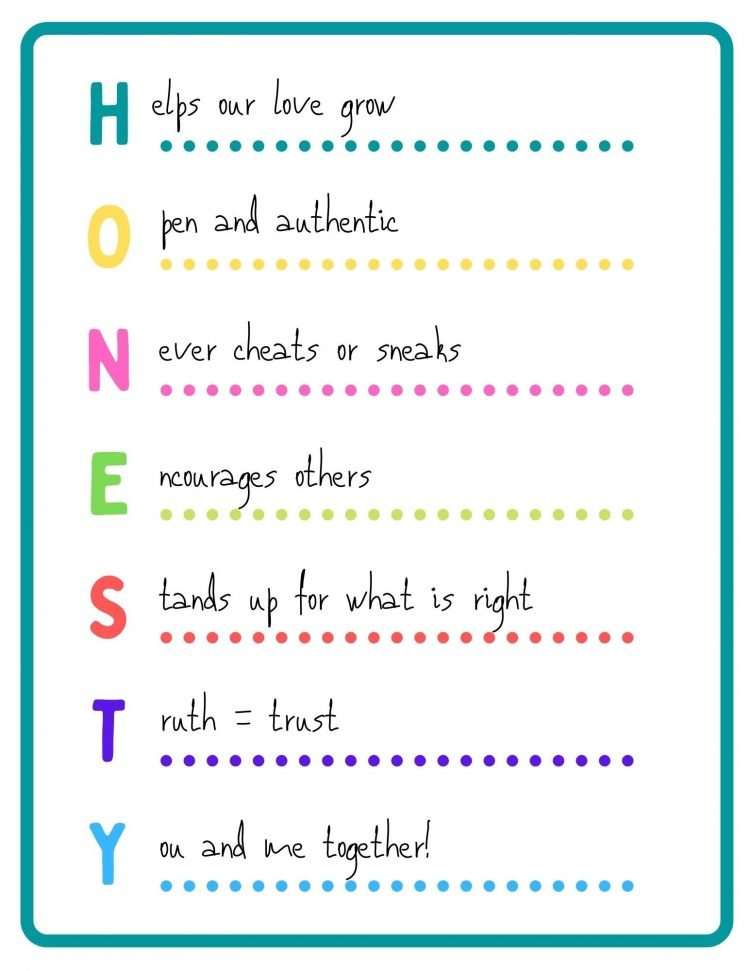 Helps our love grow
Open and authentic
Never cheats or sneaks
Encourages others
Stands up for what is right
Truth = trust
You and me together!